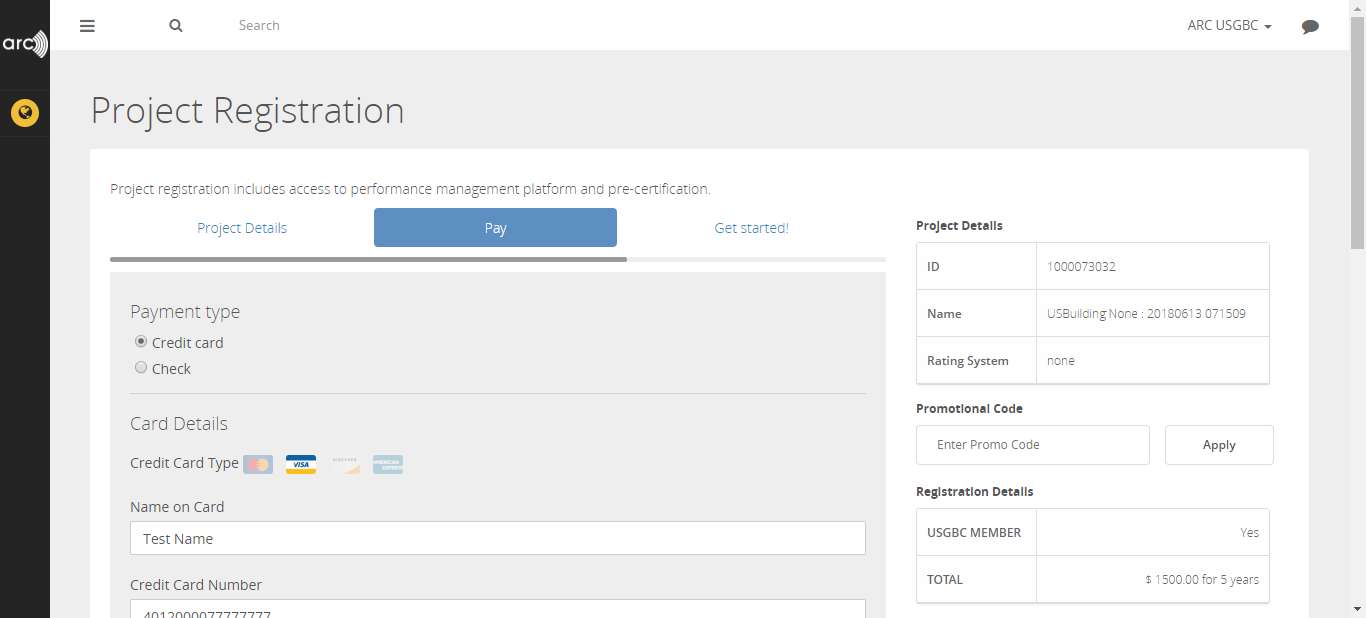 arc
Search
ARC USGBC
Project Registration
Project registration includes access to performance management platform and pre-certification.
Project Details
Pay
Get started!
Payment type
Credit card
Check
Card Details
Credit Card Type
VISA
DISCOVER
AMERICAN
EXPRESS
Name on Card
Test Name
Credit Card Number
4012000077777777
Project Details
ID 1000073032
Name USBuilding None : 20180613 071509
Rating System none
Promotional Code
Enter Promo Code
Apply
Registration Details
USGBC MEMBER Yes
TOTAL $ 1500.00 for 5 years